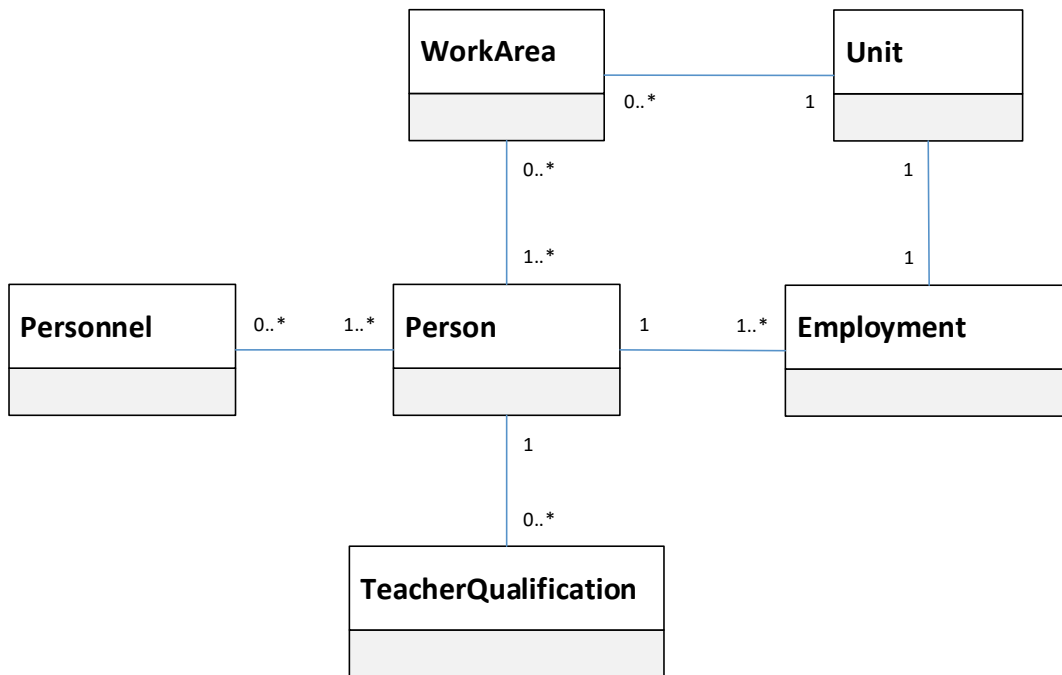 WorkArea
Unit
0..*
1
0..*
1
1..*
1
Personnel
0..*
1..*
Person
1
1..*
Employment
1
0..*
TeacherQualification